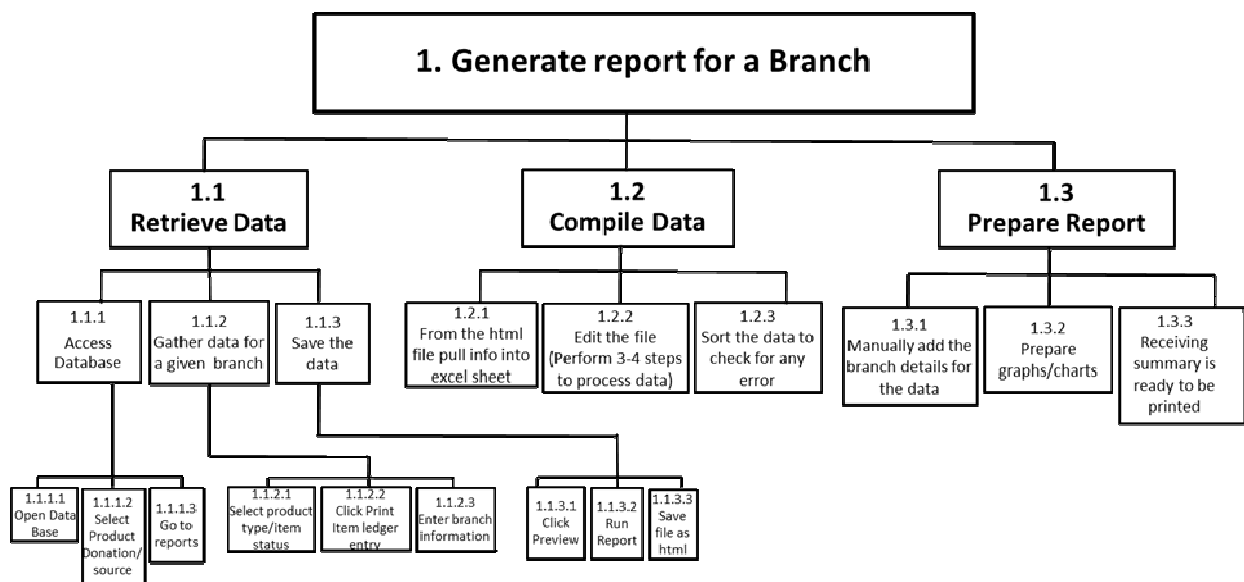 1. Generate report for a Branch
1.1
Retrieve Data
1.2
Compile Data
1.3
Prepare Report
1.1.1
Access
Database
1.1.2
Gather data for
a given branch
1.1.3
Save the
data
1.2.1
From the html
file pull info into
excel sheet
1.2.2
Edit the file
(Perform 3-4 steps
to process data)
1.2.3
Sort the data to
check for any
error
1.3.1
Manually add the
branch details for
the data
1.3.2
Prepare
graphs/charts
1.3.3
Receiving
summary is
ready to be
printed
1.1.1.1
Open Data
Base
1.1.1.2
Select
Product
Donation/
source
1.1.1.3
Go to
reports
1.1.2.1
Select product
type/item
status
1.1.2.2
Click Print
Item ledger
entry
1.1.2.3
Enter branch
information
1.1.3.1
Click
Preview
1.1.3.2
Run
Report
1.1.3.3
Save
file as
html